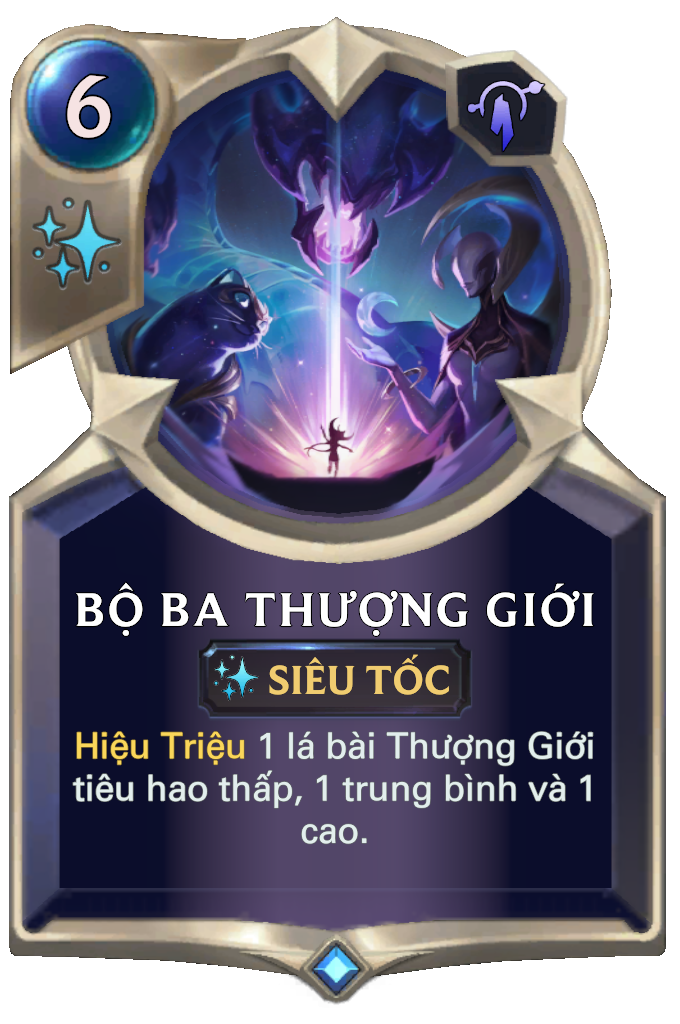 6
BỘ BA THƯỢNG GIỚI
SIÊU TỐC
Hiệu Triệu 1 lá bài Thượng Giới
tiêu hao thấp, 1 trung bình và 1
cao.